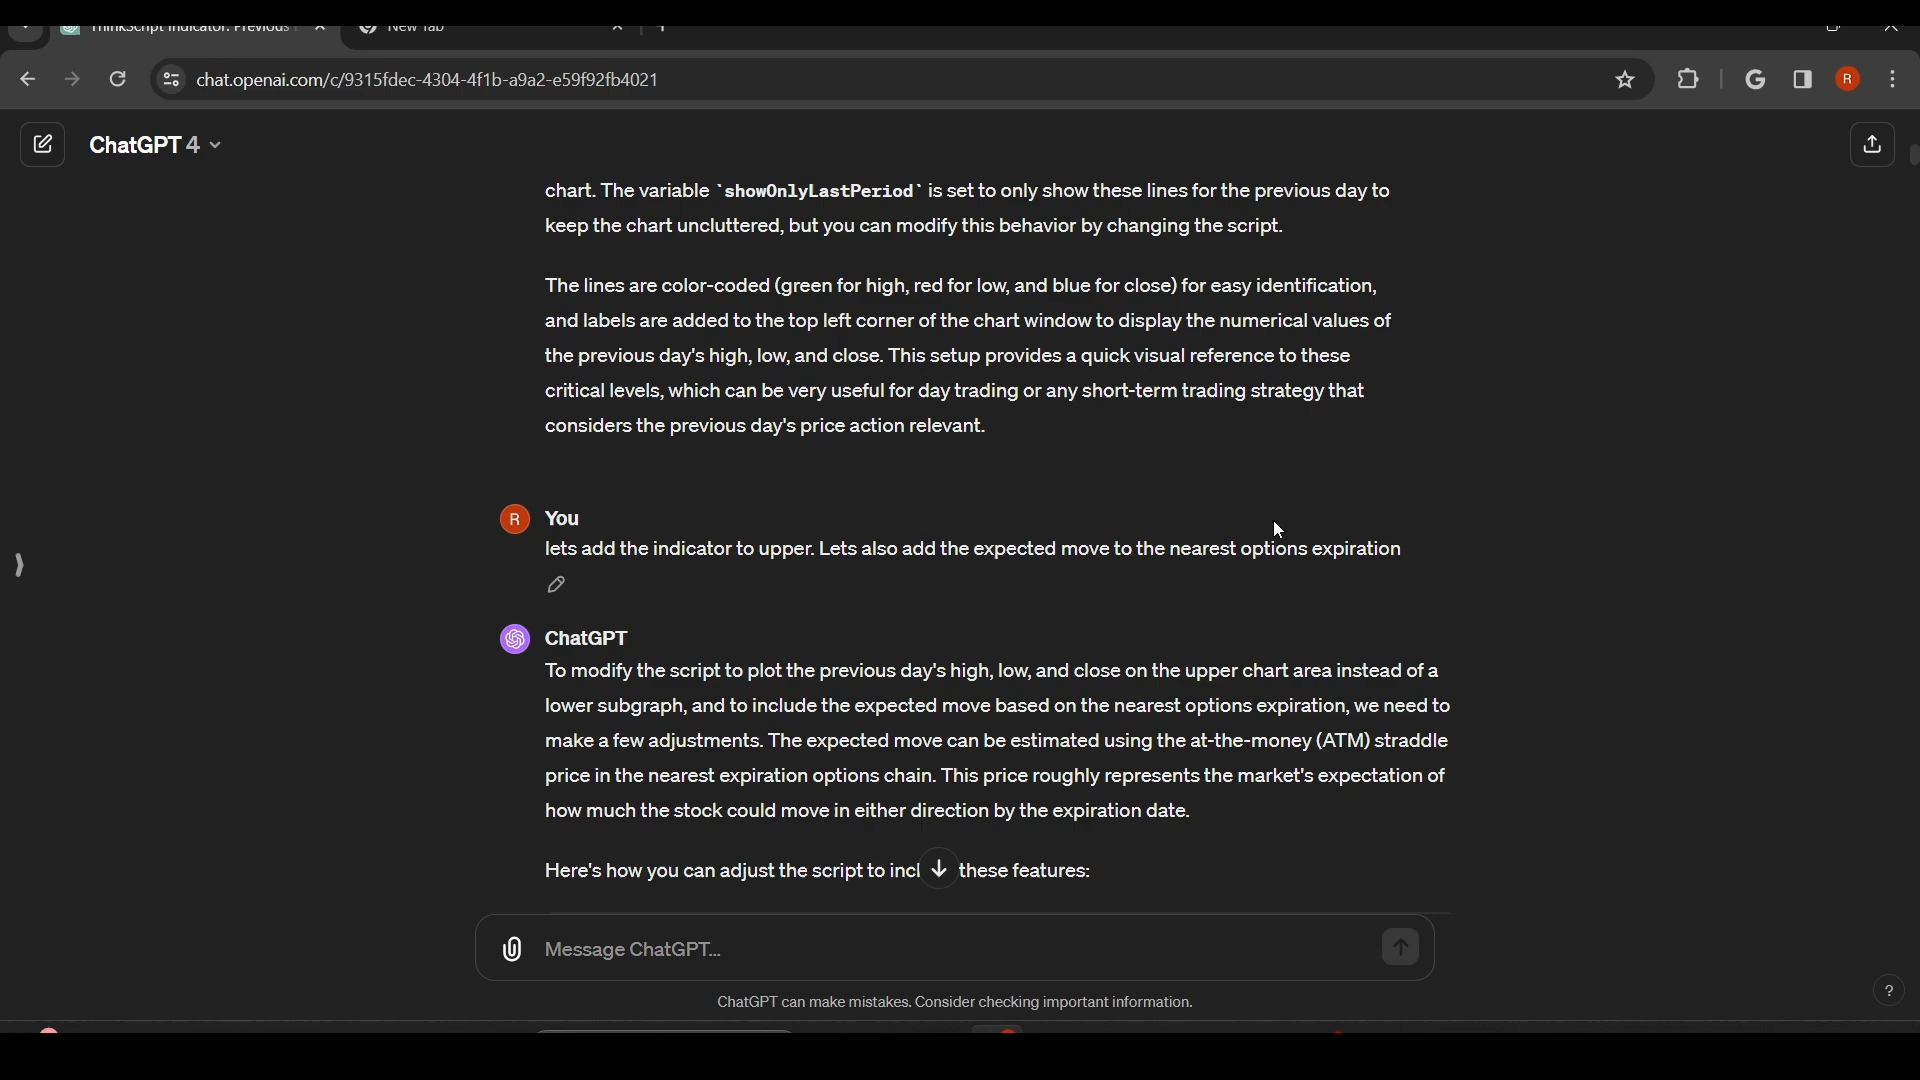 ThinkScript Indicator: Previous
New Tab
chat.openai.com/c/9315fdec-4304-4f1b-a9a2-e59f92fb4021
R
ChatGPT 4
chart. The variable `showOnlyLastPeriod` is set to only show these lines for the previous day to
keep the chart uncluttered, but you can modify this behavior by changing the script.
The lines are color-coded (green for high, red for low, and blue for close) for easy identification,
and labels are added to the top left corner of the chart window to display the numerical values of
the previous day's high, low, and close. This setup provides a quick visual reference to these
critical levels, which can be very useful for day trading or any short-term trading strategy that
considers the previous day's price action relevant.
R
You
lets add the indicator to upper. Lets also add the expected move to the nearest options expiration
ChatGPT
To modify the script to plot the previous day's high, low, and close on the upper chart area instead of a
lower subgraph, and to include the expected move based on the nearest options expiration, we need to
make a few adjustments. The expected move can be estimated using the at-the-money (ATM) straddle
price in the nearest expiration options chain. This price roughly represents the market's expectation of
how much the stock could move in either direction by the expiration date.
Here's how you can adjust the script to incl these features:
Message ChatGPT...
ChatGPT can make mistakes. Consider checking important information.
?